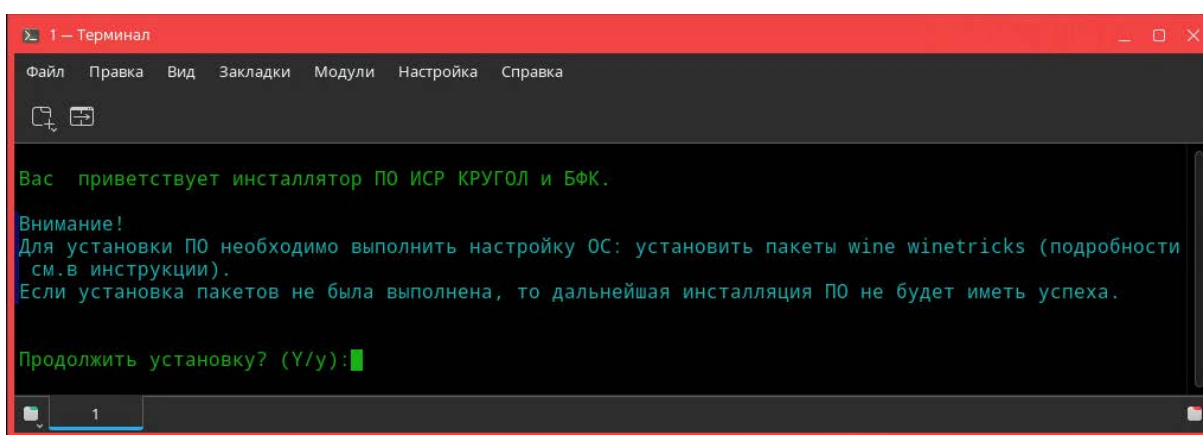 1 — Терминал
Файл Правка Вид Закладки Модули Настройка Справка
Вас  приветствует инсталлятор ПО ИСР КРУГОЛ и БФК.
Внимание!
Для установки ПО необходимо выполнить настройку ОС: установить пакеты wine winetricks (подробности
см.в инструкции).
Если установка пакетов не была выполнена, то дальнейшая инсталляция ПО не будет иметь успеха.
Продолжить установку? (Y/y):
1